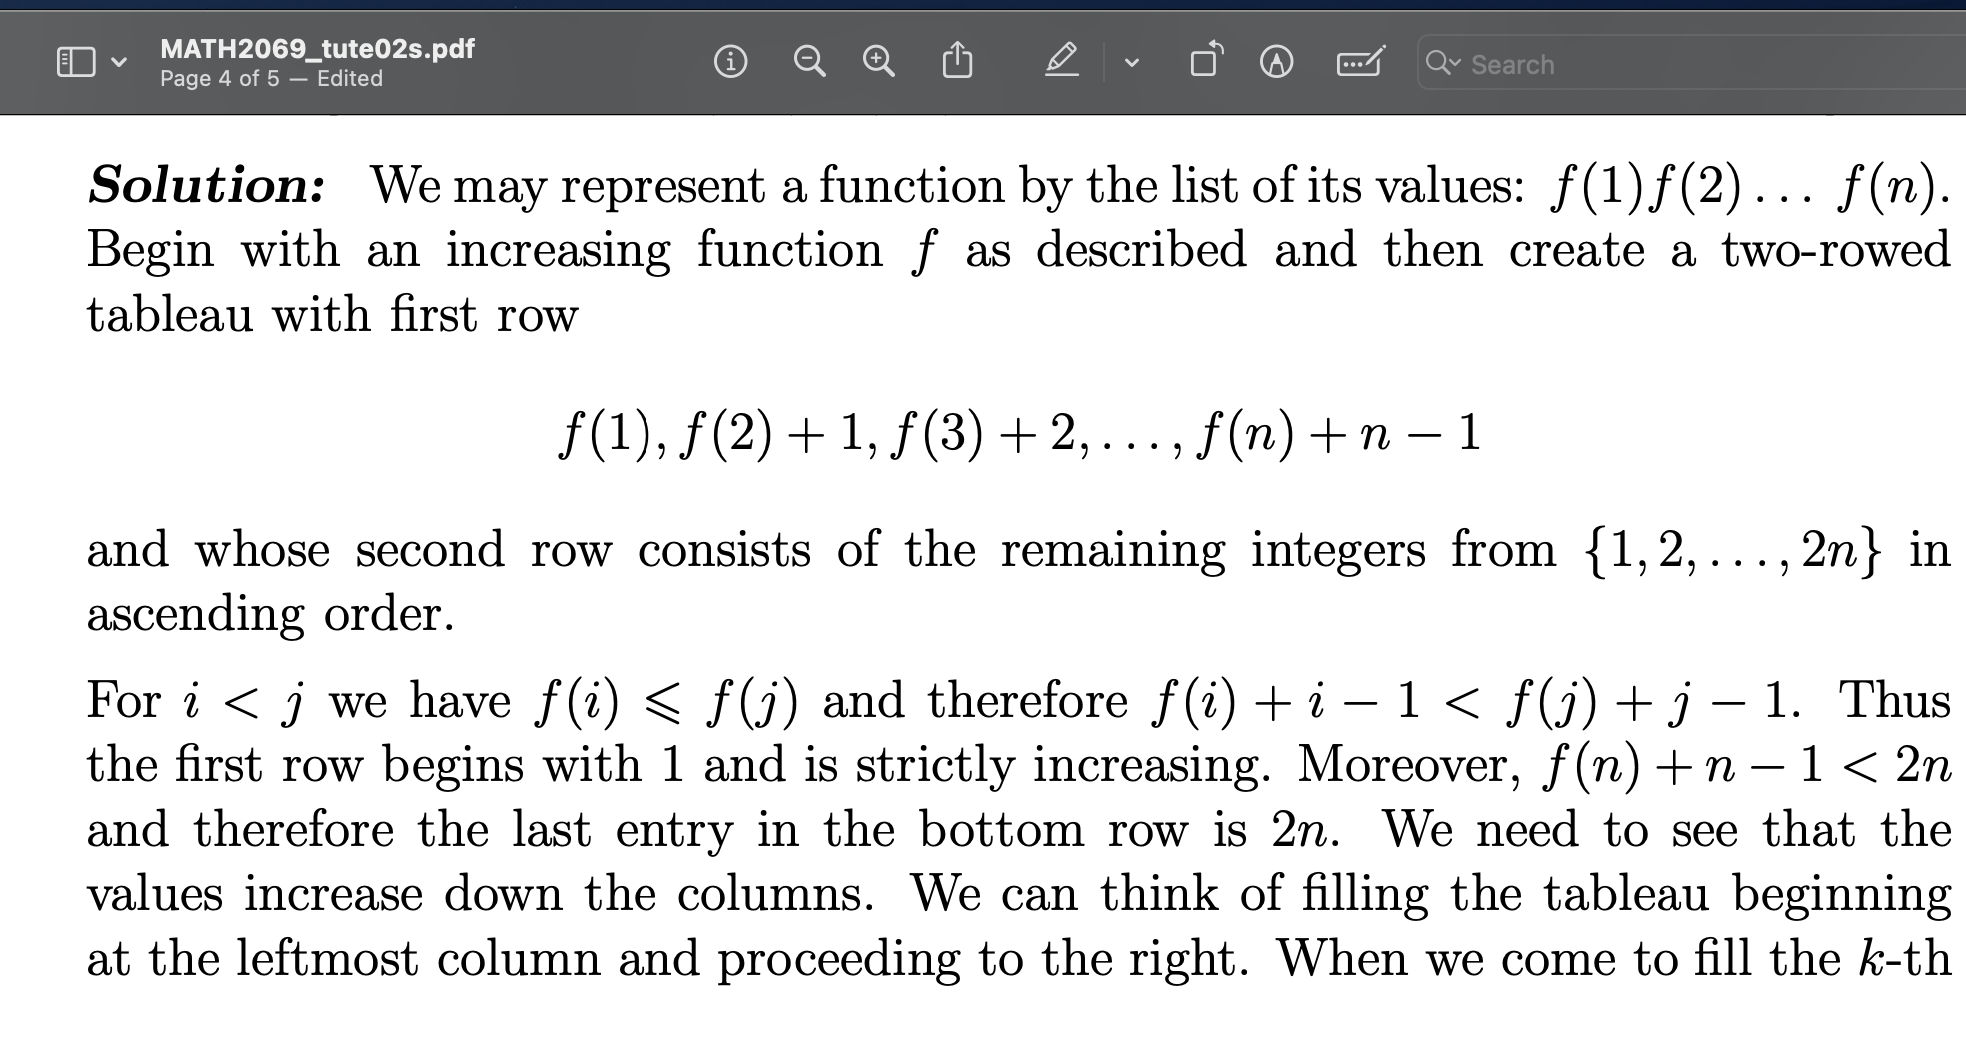 MATH2069_tute02s.pdf
Page 4 of 5 — Edited
Search
Solution: We may represent a function by the list of its values: f(1)f(2)... f(n).
Begin with an increasing function f as described and then create a two-rowed
tableau with first row
f(1), f(2) + 1, f(3) + 2, . . . , f(n) + n − 1
and whose second row consists of the remaining integers from {1, 2, . . . , 2n} in
ascending order.
For i < j we have f(i) ⩽ f(j) and therefore f(i) + i − 1 < f(j) + j − 1. Thus
the first row begins with 1 and is strictly increasing. Moreover, f(n) + n − 1 < 2n
and therefore the last entry in the bottom row is 2n. We need to see that the
values increase down the columns. We can think of filling the tableau beginning
at the leftmost column and proceeding to the right. When we come to fill the k-th